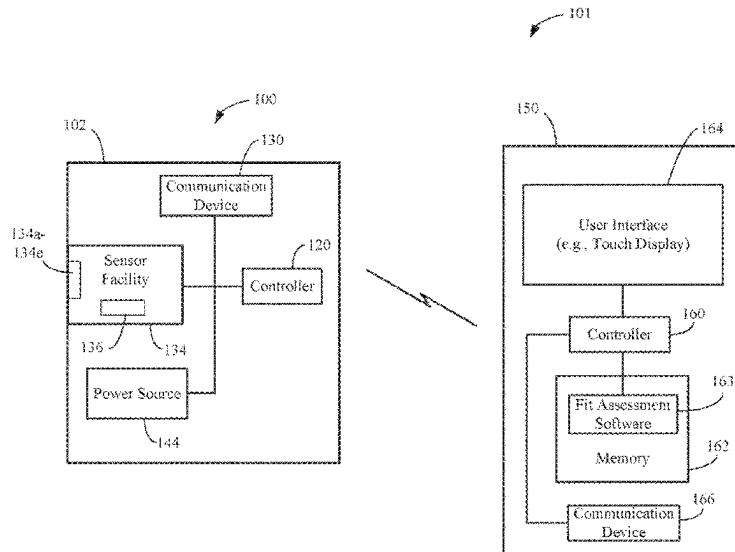 101
100
102
130
150
164
Communication
Device
134a-
134e
Sensor
Facility
120
Controller
136
134
Power Source
144
User Interface
(e.g., Touch Display)
Controller
160
163
Fit Assessment
Software
Memory
162
166
Communication
Device